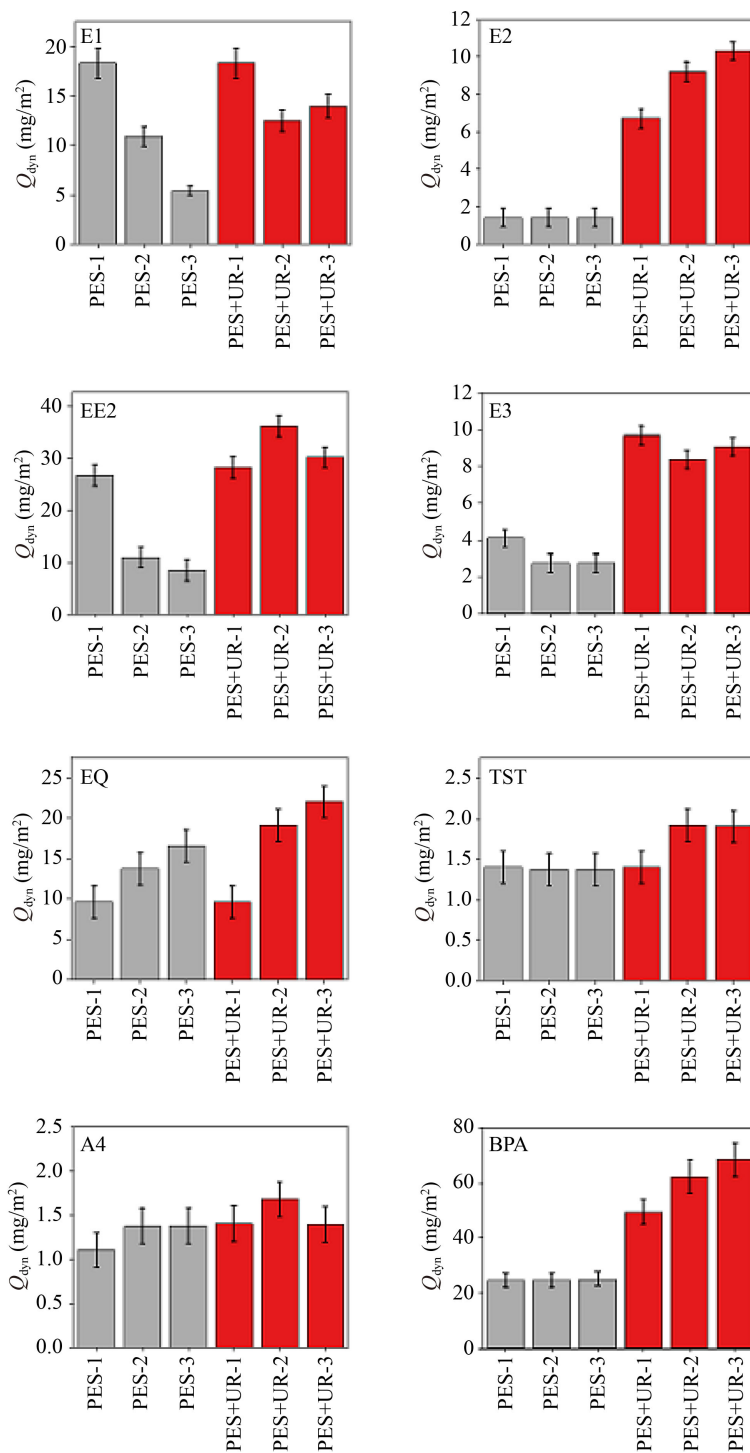 E1
Qdyn (mg/m²)
20
15
10
5
0
PES-1
PES-2
PES-3
PES+UR-1
PES+UR-2
PES+UR-3
E2
Qdyn (mg/m²)
12
10
8
6
4
2
0
PES-1
PES-2
PES-3
PES+UR-1
PES+UR-2
PES+UR-3
EE2
Qdyn (mg/m²)
40
30
20
10
0
PES-1
PES-2
PES-3
PES+UR-1
PES+UR-2
PES+UR-3
E3
Qdyn (mg/m²)
12
10
8
6
4
2
0
PES-1
PES-2
PES-3
PES+UR-1
PES+UR-2
PES+UR-3
EQ
Qdyn (mg/m²)
25
20
15
10
5
0
PES-1
PES-2
PES-3
PES+UR-1
PES+UR-2
PES+UR-3
TST
Qdyn (mg/m²)
2.5
2.0
1.5
1.0
0.5
0.0
PES-1
PES-2
PES-3
PES+UR-1
PES+UR-2
PES+UR-3
A4
Qdyn (mg/m²)
2.5
2.0
1.5
1.0
0.5
0.0
PES-1
PES-2
PES-3
PES+UR-1
PES+UR-2
PES+UR-3
BPA
Qdyn (mg/m²)
80
60
40
20
0
PES-1
PES-2
PES-3
PES+UR-1
PES+UR-2
PES+UR-3